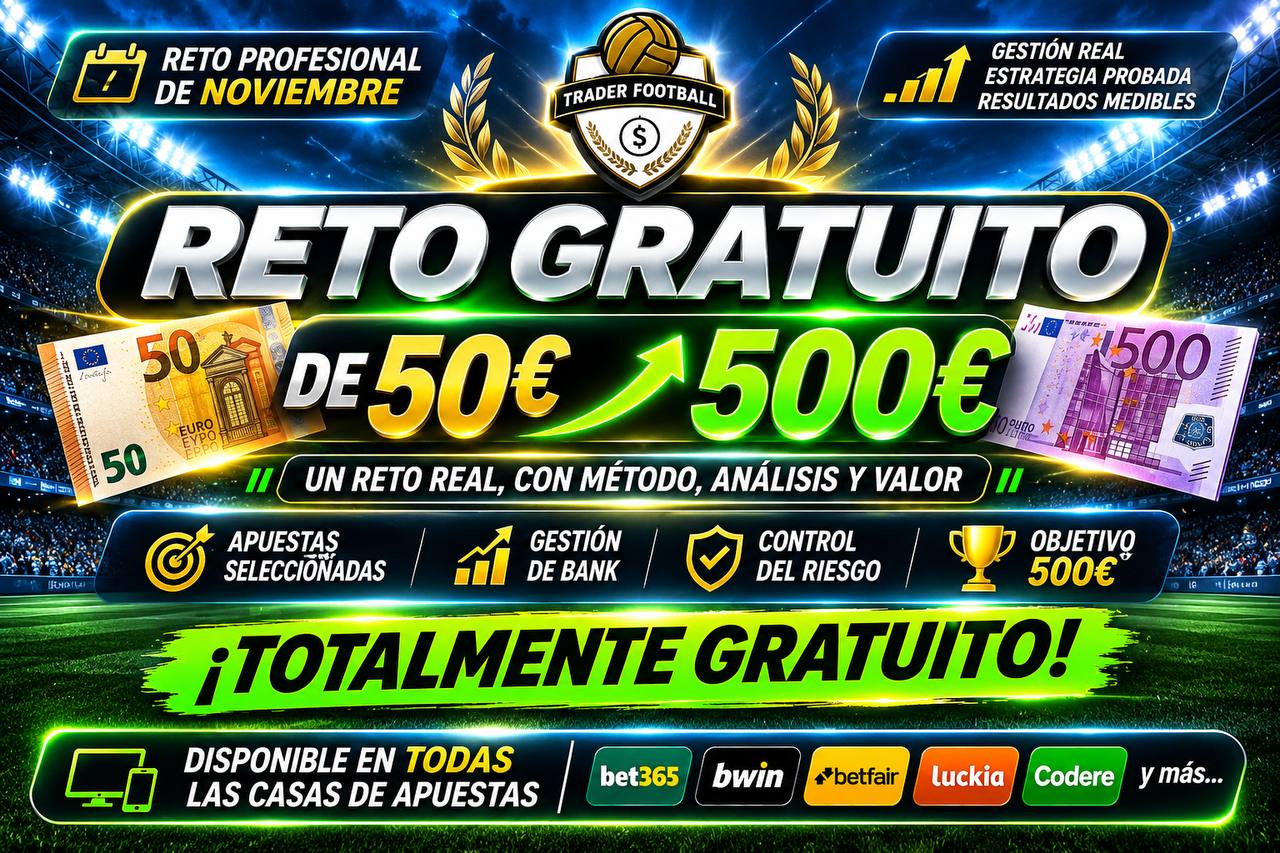 RETO PROFESIONAL
DE NOVIEMBRE
TRADER FOOTBALL
$
GESTIÓN REAL
ESTRATEGIA PROBADA
RESULTADOS MEDIBLES
RETO GRATUITO
DE 50€ 500€
50
EURO
ΕΥΡΩ
50
500
UN RETO REAL, CON MÉTODO, ANÁLISIS Y VALOR
APUESTAS
SELECCIOÑADAS
GESTIÓN
DE BANK
CONTROL
DEL RIESGO
OBJETIVO
500€
¡TOTALMENTE GRATUITO!
DISPONIBLE EN TODAS
LAS CASAS DE APUESTAS
bet365
bwin
betfair
luckia
Codere
y más...